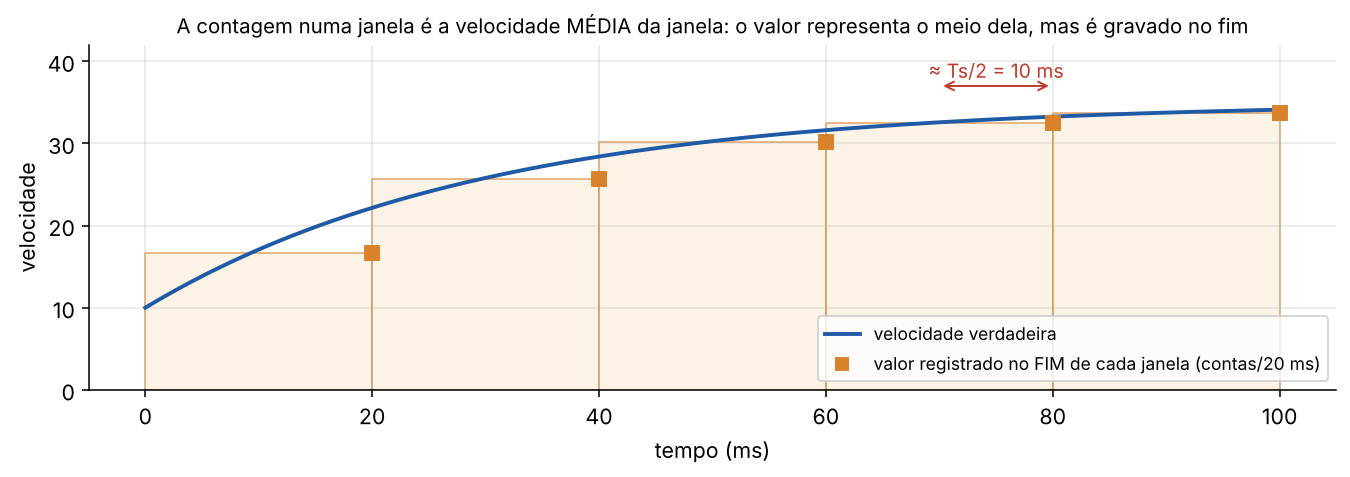 A contagem numa janela é a velocidade MÉDIA da janela: o valor representa o meio dela, mas é gravado no fim
≈ Ts/2 = 10 ms
40
30
20
10
0
velocidade
velocidade verdadeira
valor registrado no FIM de cada janela (contas/20 ms)
0 20 40 60 80 100
tempo (ms)